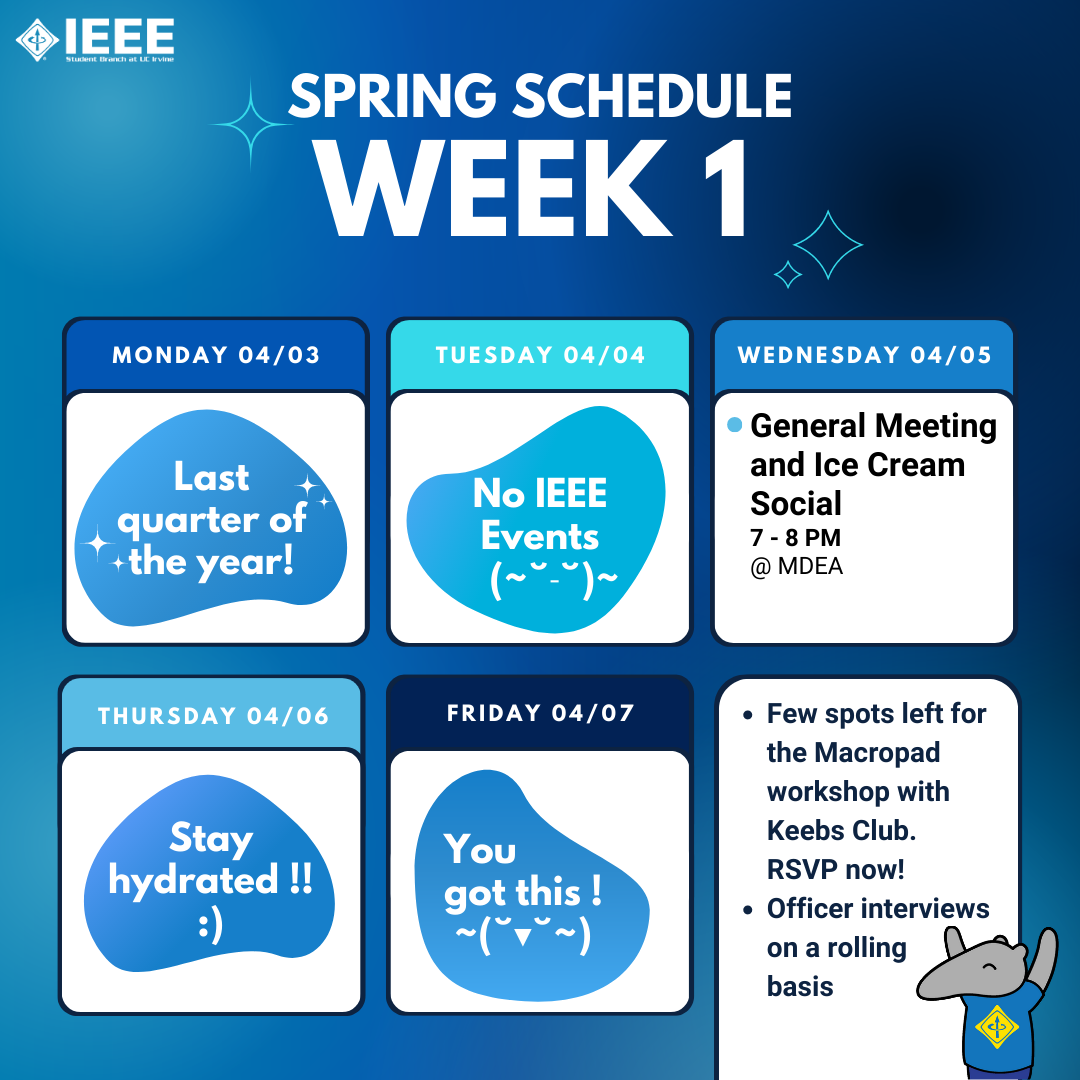 IEEE
Student Branch at UC Irvine
SPRING SCHEDULE
WEEK 1
MONDAY 04/03
Last
quarter of
the year!
TUESDAY 04/04
No IEEE
Events
(~˘-˘)~
WEDNESDAY 04/05
General Meeting
and Ice Cream
Social
7 - 8 PM
@ MDEA
THURSDAY 04/06
Stay
hydrated !!
:)
FRIDAY 04/07
You
got this !
~(˘▾˘~)
• Few spots left for
the Macropad
workshop with
Keebs Club.
RSVP now!
• Officer interviews
on a rolling
basis